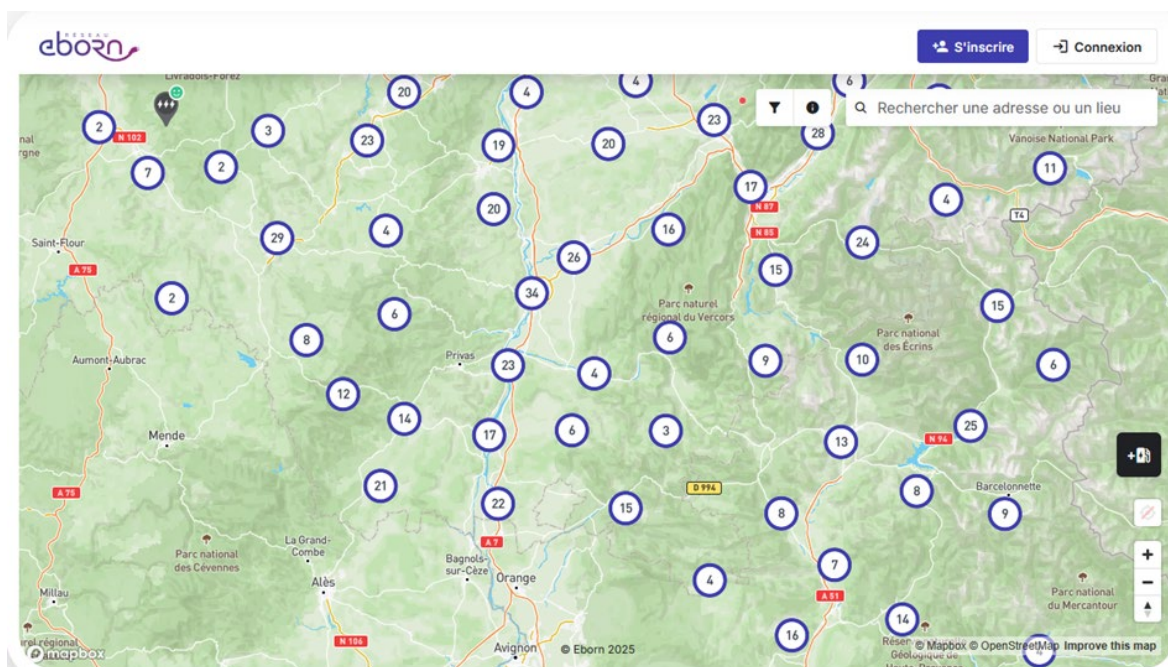 RÉSEAU
eborn
S'inscrire
Connexion
Livradois-Forez
20
4
4
6
Rechercher une adresse ou un lieu
2
N 102
3
23
19
20
23
28
Vanoise National Park
7
2
17
11
N 87
4
T4
20
29
4
16
N 85
24
Saint-Flour
A 75
26
15
2
34
Parc naturel
régional du Vercors
15
6
Parc national
des Écrins
8
6
Privas
23
4
9
10
6
Aumont-Aubrac
12
14
17
6
3
13
N 94
25
Mende
21
D 994
8
Barcelonnette
A 75
22
15
8
9
A 7
Parc national
des Cévennes
La Grand-
Combe
Bagnols-
sur-Cèze
Orange
Alès
4
7
A 51
Parc national
du Mercantour
Millau
14
N 106
16
Avignon
mapbox
© Eborn 2025
© Mapbox © OpenStreetMap Improve this map
4